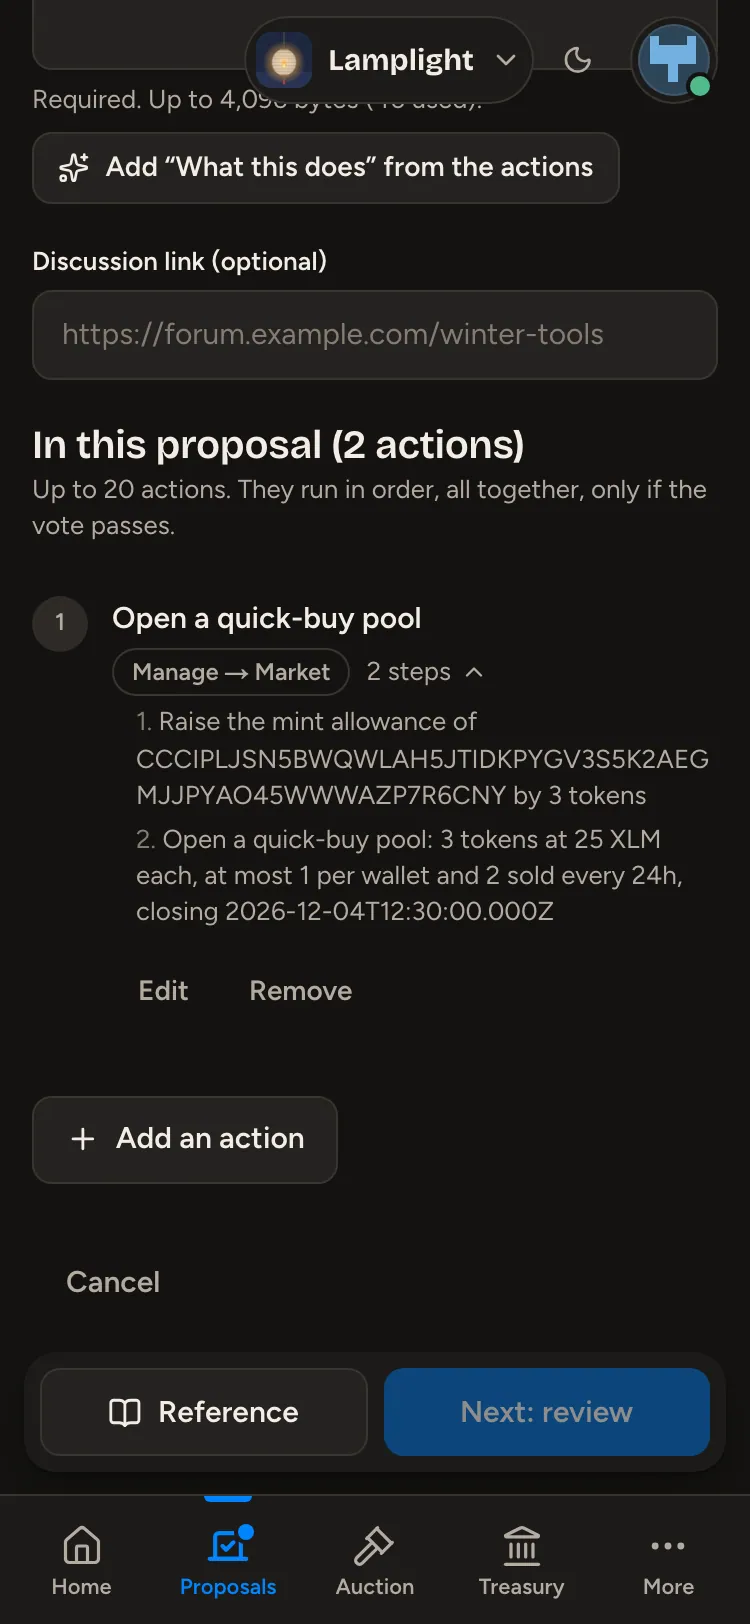 Lamplight
Required. Up to 4,096 bytes (
Add “What this does” from the actions
Discussion link (optional)
https://forum.example.com/winter-tools
In this proposal (2 actions)
Up to 20 actions. They run in order, all together, only if the
vote passes.
1
Open a quick-buy pool
Manage → Market
2 steps
1. Raise the mint allowance of
CCCIPLJSN5BWQWLAH5JTIDKPYGV3S5K2AEG
MJJPYAO45WWWAZP7R6CNY by 3 tokens
2. Open a quick-buy pool: 3 tokens at 25 XLM
each, at most 1 per wallet and 2 sold every 24h,
closing 2026-12-04T12:30:00.000Z
Edit
Remove
Add an action
Cancel
Reference
Next: review
Home
Proposals
Auction
Treasury
More